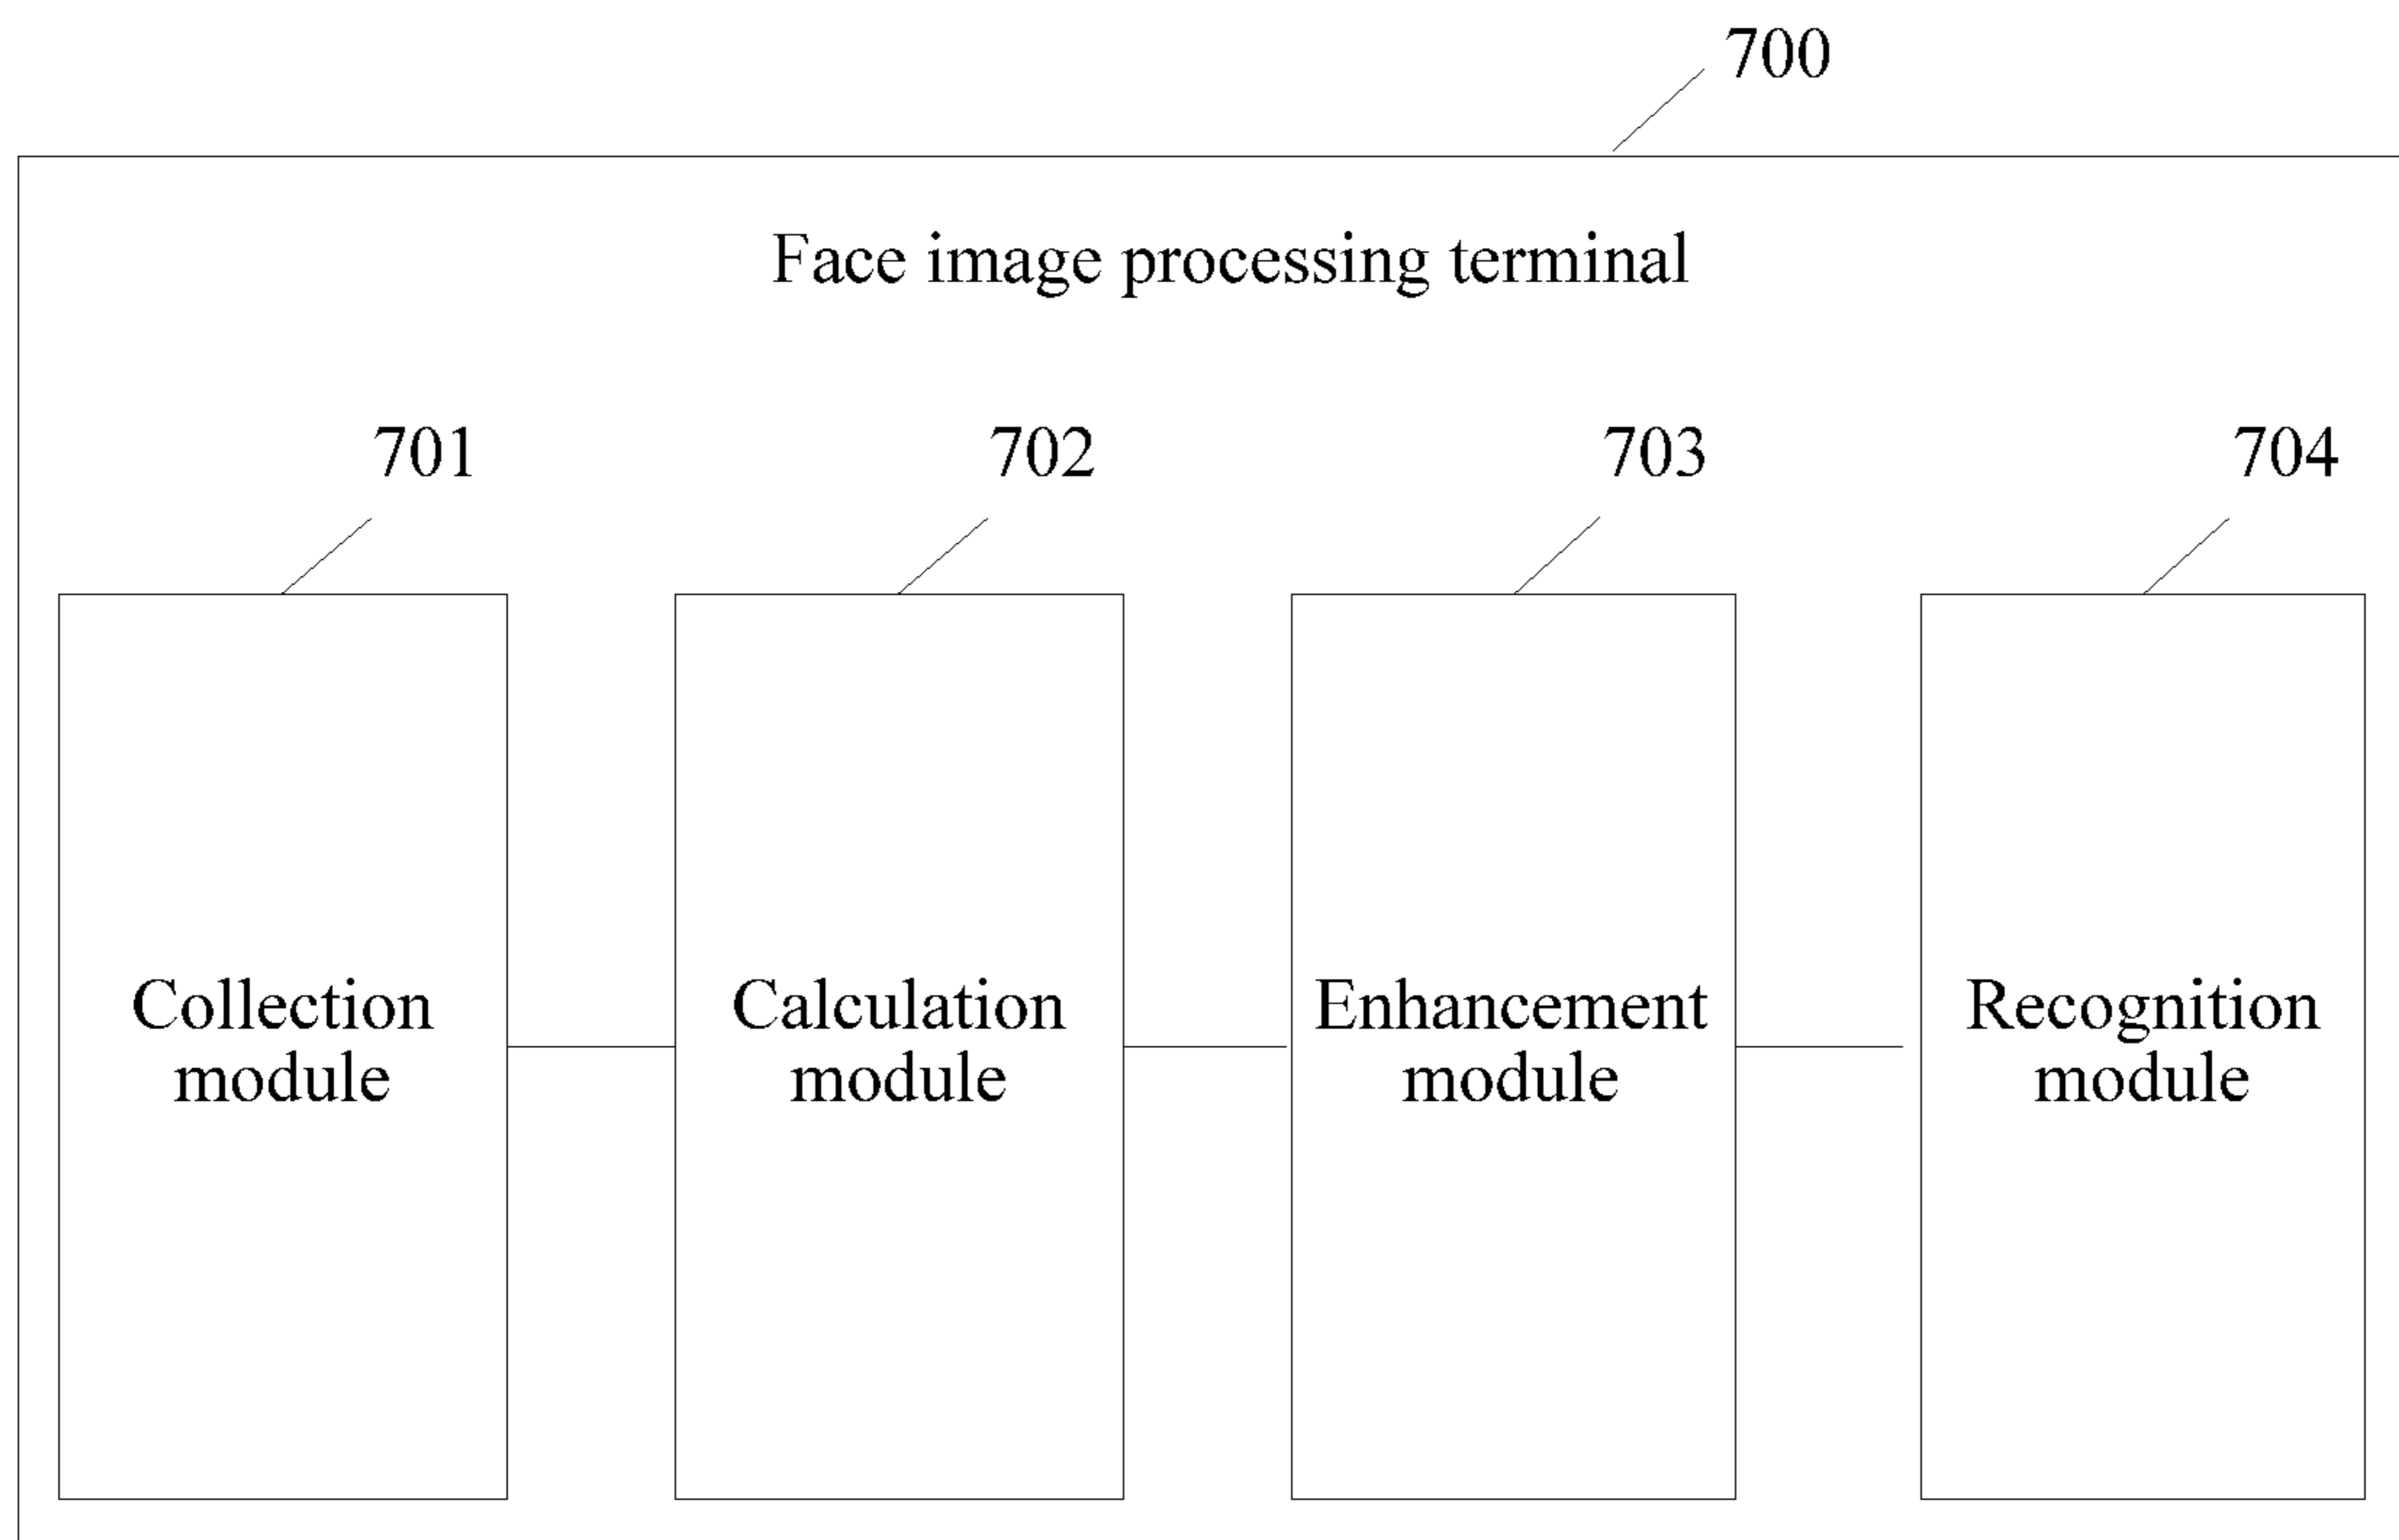 700
Face image processing terminal
701
702
703
704
Collection
module
Calculation
module
Enhancement
module
Recognition
module